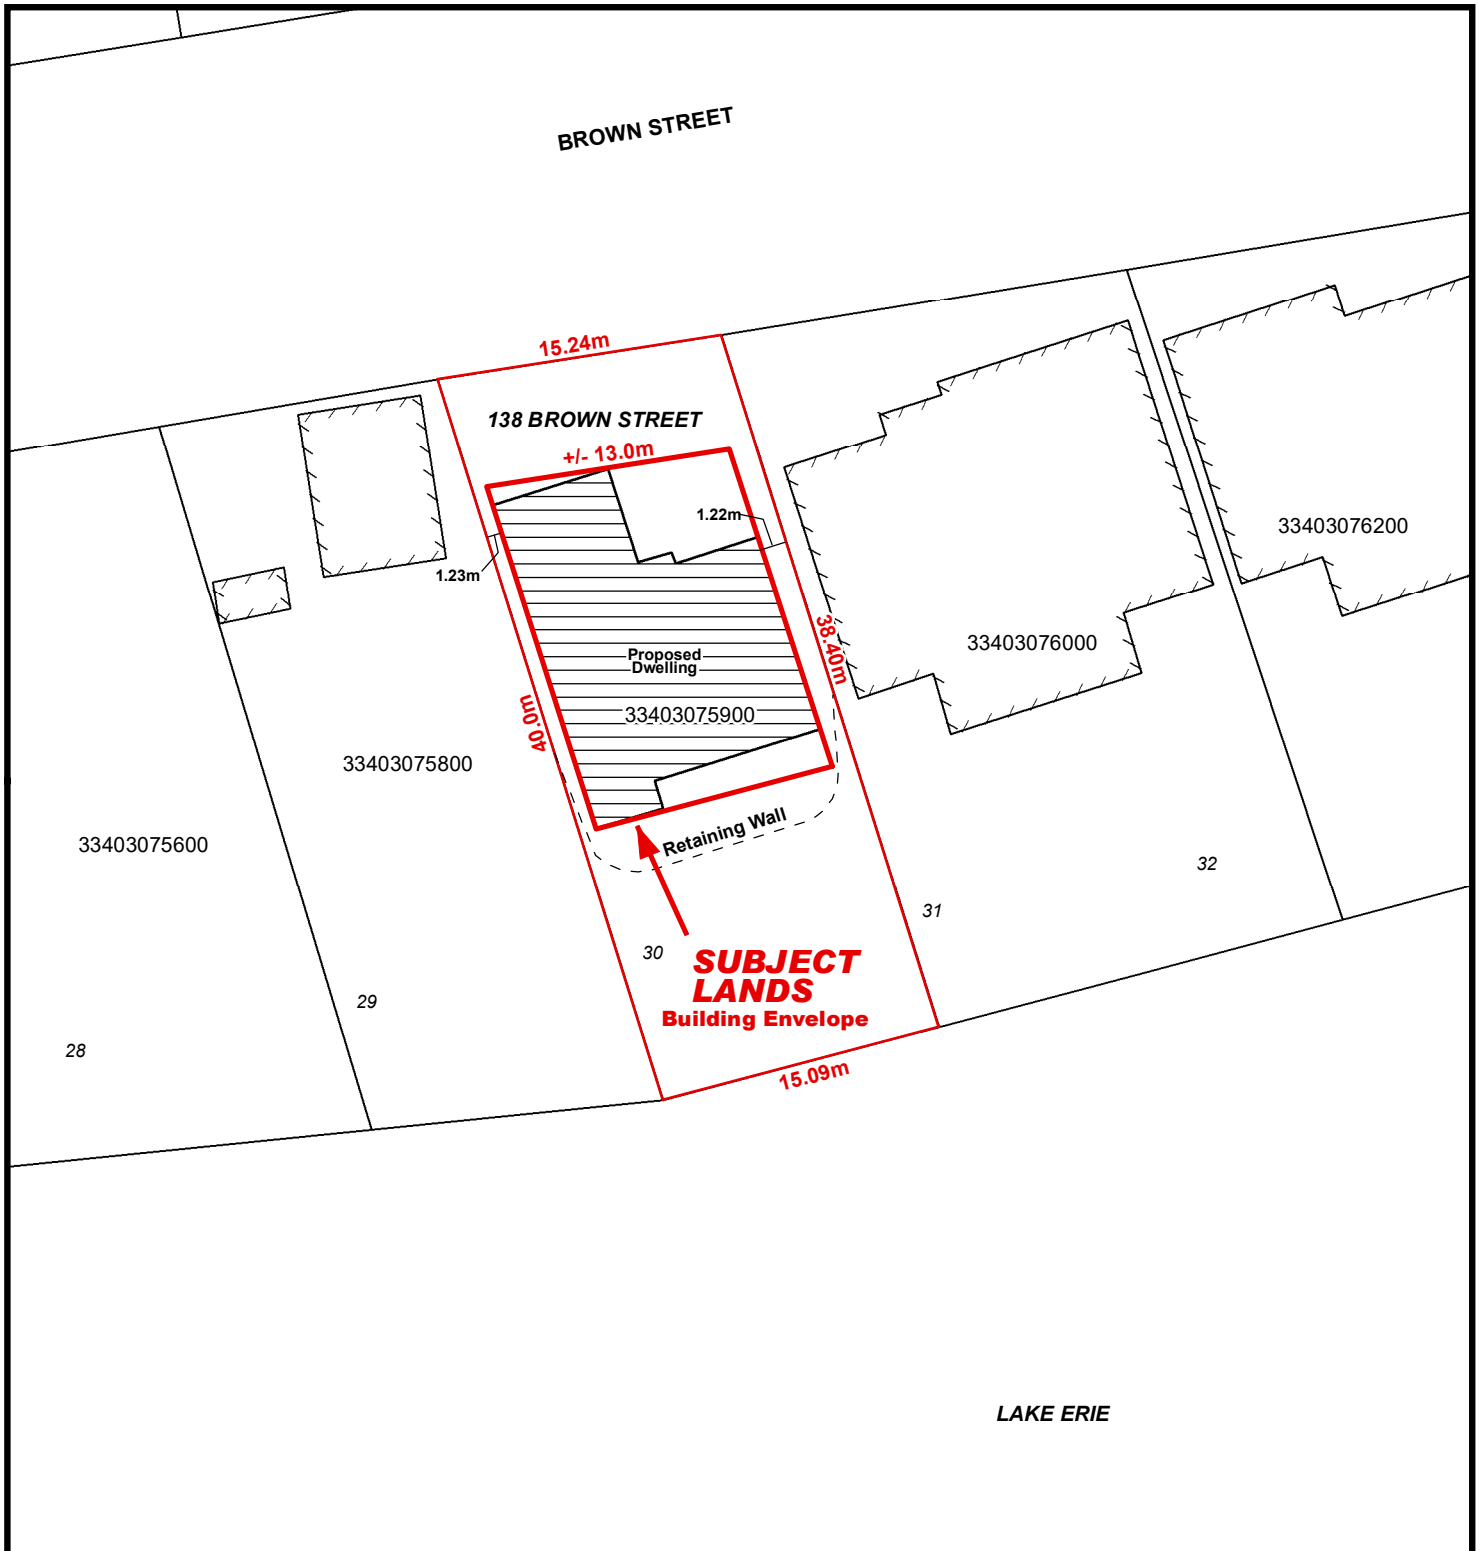 BROWN STREET
15.24m
138 BROWN STREET
+/- 13.0m
1.22m
33403076200
1.23m
38.40m
33403076000
Proposed
Dwelling
40.0m
33403075900
33403075800
Retaining Wall
33403075600
32
31
30
SUBJECT
LANDS
Building Envelope
29
28
15.09m
LAKE ERIE